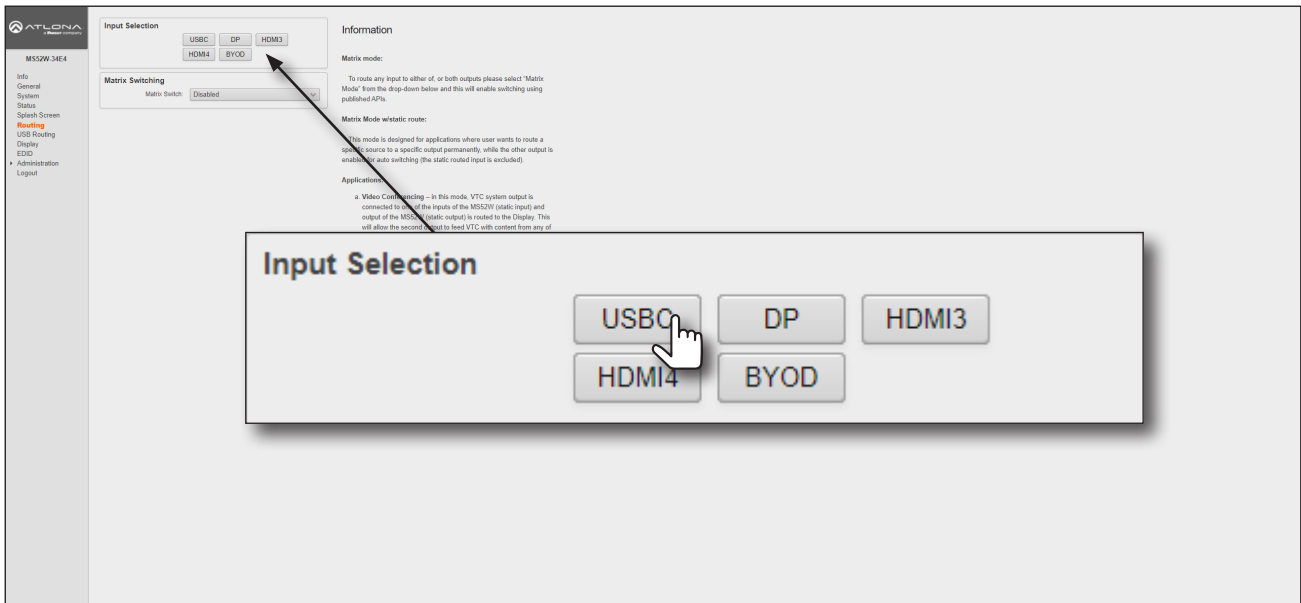 ATLONA
a Panduit company
MS52W-34E4
Info
General
System
Status
Splash Screen
Routing
USB Routing
Display
EDID
Administration
Logout
Input Selection
USBC DP HDMI3
HDMI4 BYOD
Matrix Switching
Matrix Switch: Disabled
Information
Matrix mode:
To route any input to either of, or both outputs please select "Matrix
Mode" from the drop-down below and this will enable switching using
published APIs.
Matrix Mode w/static route:
This mode is designed for applications where user wants to route a
specific source to a specific output permanently, while the other output is
enabled for auto switching (the static routed input is excluded).
Applications:
a. Video Conferencing – in this mode, VTC system output is
connected to one of the inputs of the MS52W (static input) and
output of the MS52W (static output) is routed to the Display. This
will allow the second output to feed VTC with content from any of
Input Selection
USBC DP HDMI3
HDMI4 BYOD